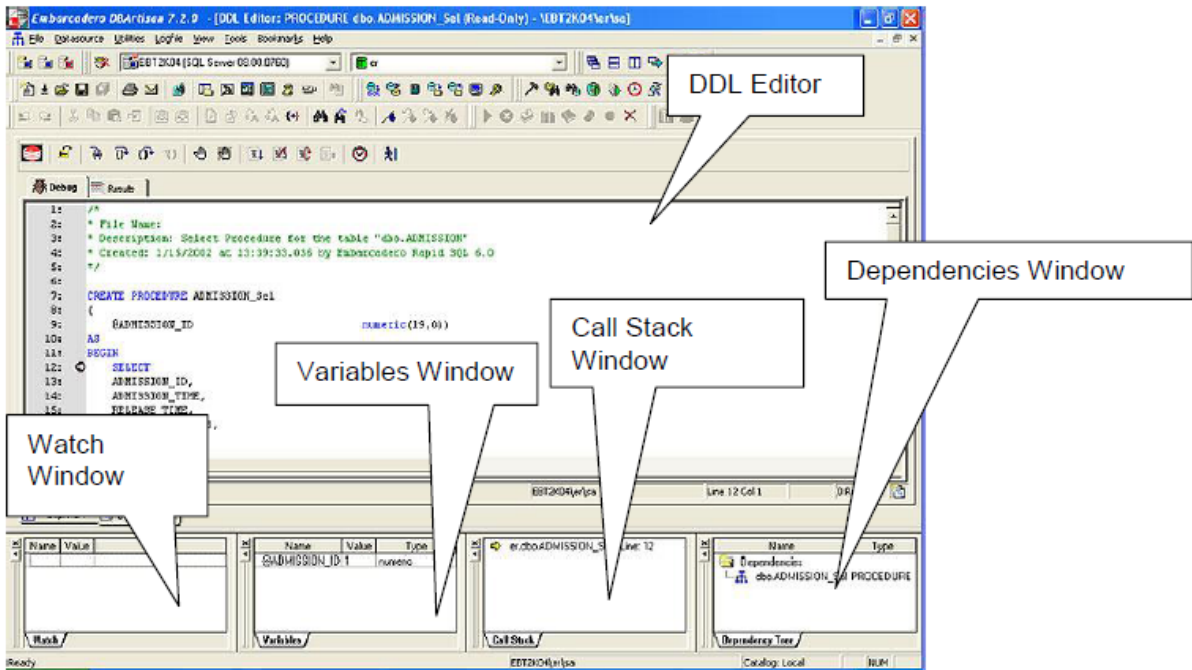 Embarcadero DBArtisan 7.2.0 - [DDL Editor: PROCEDURE dbo.ADMISSION_Sel (Read-Only) - \EBT2K04\er\sa]
File Datasource Utilities Logfile View Tools Bookmarks Help
EBT2K04 (SQL Server 08.00.0760) er
DDL Editor
Debug Results
1: /*
2: * File Name:
3: * Description: Select Procedure for the table "dbo.ADMISSION"
4: * Created: 1/15/2002 at 13:39:33.036 by Embarcadero Rapid SQL 6.0
5: */
6:
7: CREATE PROCEDURE ADMISSION_Sel
8: (
9: @ADMISSION_ID numeric(19,0))
10: AS
11: BEGIN
12: SELECT
13: ADMISSION_ID,
14: ADMISSION_TIME,
15: RELEASE_TIME,
Dependencies Window
Call Stack
Window
Variables Window
Watch
Window
EBT2K04\er\sa Line 12 Col 1
Name Value
Name Value Type
@ADMISSION_ID 1 numeric
er.dbo.ADMISSION_S Line: 12
Name Type
Dependencies
dbo.ADMISSION_Sel PROCEDURE
Watch
Variables
Call Stack
Dependency Tree
Ready EBT2K04\er\sa Catalog: Local NUM